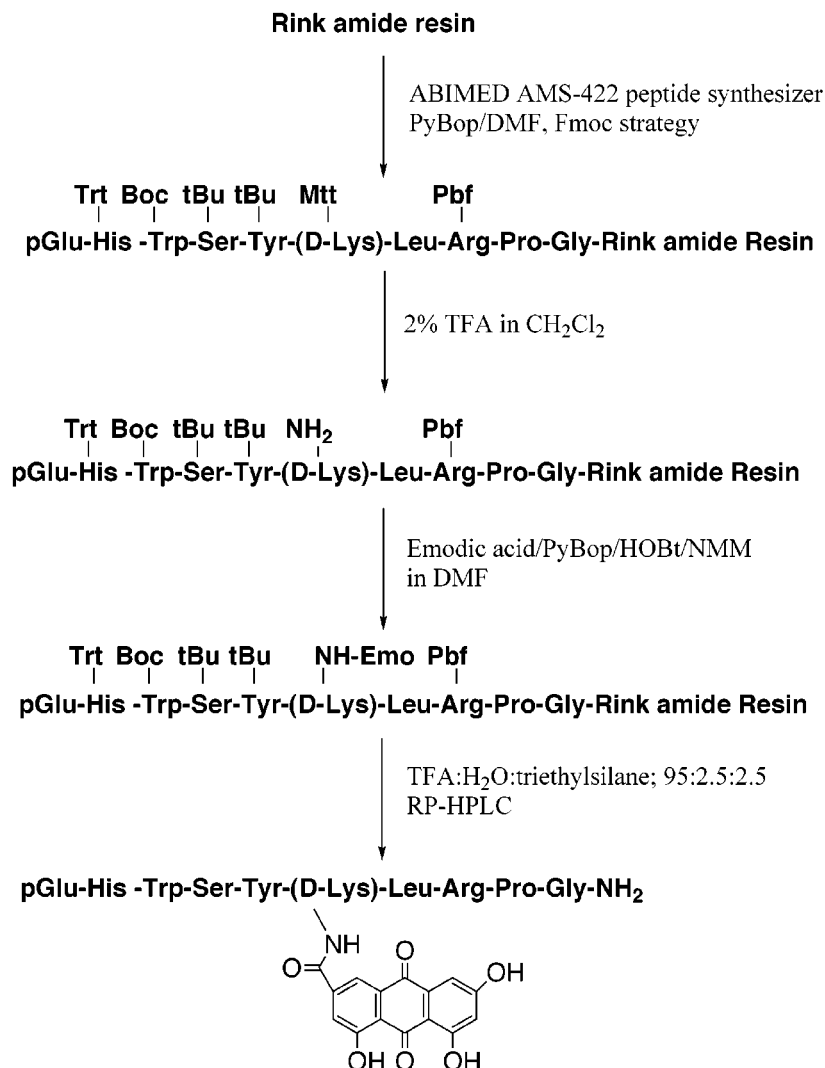 Rink amide resin
ABIMED AMS-422 peptide synthesizer
PyBop/DMF, Fmoc strategy
Trt Boc tBu tBu Mtt Pbf
pGlu-His -Trp-Ser-Tyr-(D-Lys)-Leu-Arg-Pro-Gly-Rink amide Resin
2% TFA in CH₂Cl₂
Trt Boc tBu tBu NH₂ Pbf
pGlu-His -Trp-Ser-Tyr-(D-Lys)-Leu-Arg-Pro-Gly-Rink amide Resin
Emodic acid/PyBop/HOBt/NMM
in DMF
Trt Boc tBu tBu NH-Emo Pbf
pGlu-His -Trp-Ser-Tyr-(D-Lys)-Leu-Arg-Pro-Gly-Rink amide Resin
TFA:H₂O:triethylsilane; 95:2.5:2.5
RP-HPLC
pGlu-His -Trp-Ser-Tyr-(D-Lys)-Leu-Arg-Pro-Gly-NH₂
NH O
O OH
OH O OH